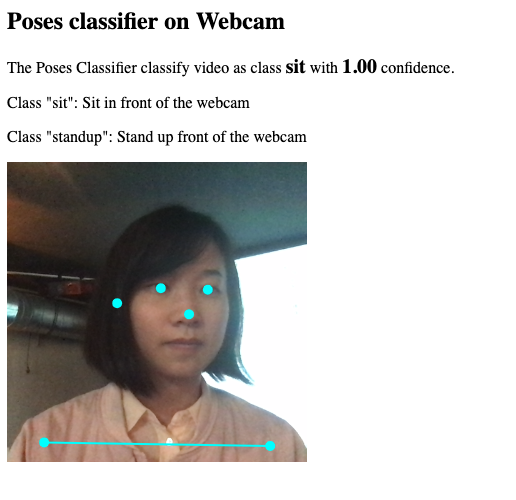 Poses classifier on Webcam
The Poses Classifier classify video as class sit with 1.00 confidence.
Class "sit": Sit in front of the webcam
Class "standup": Stand up front of the webcam